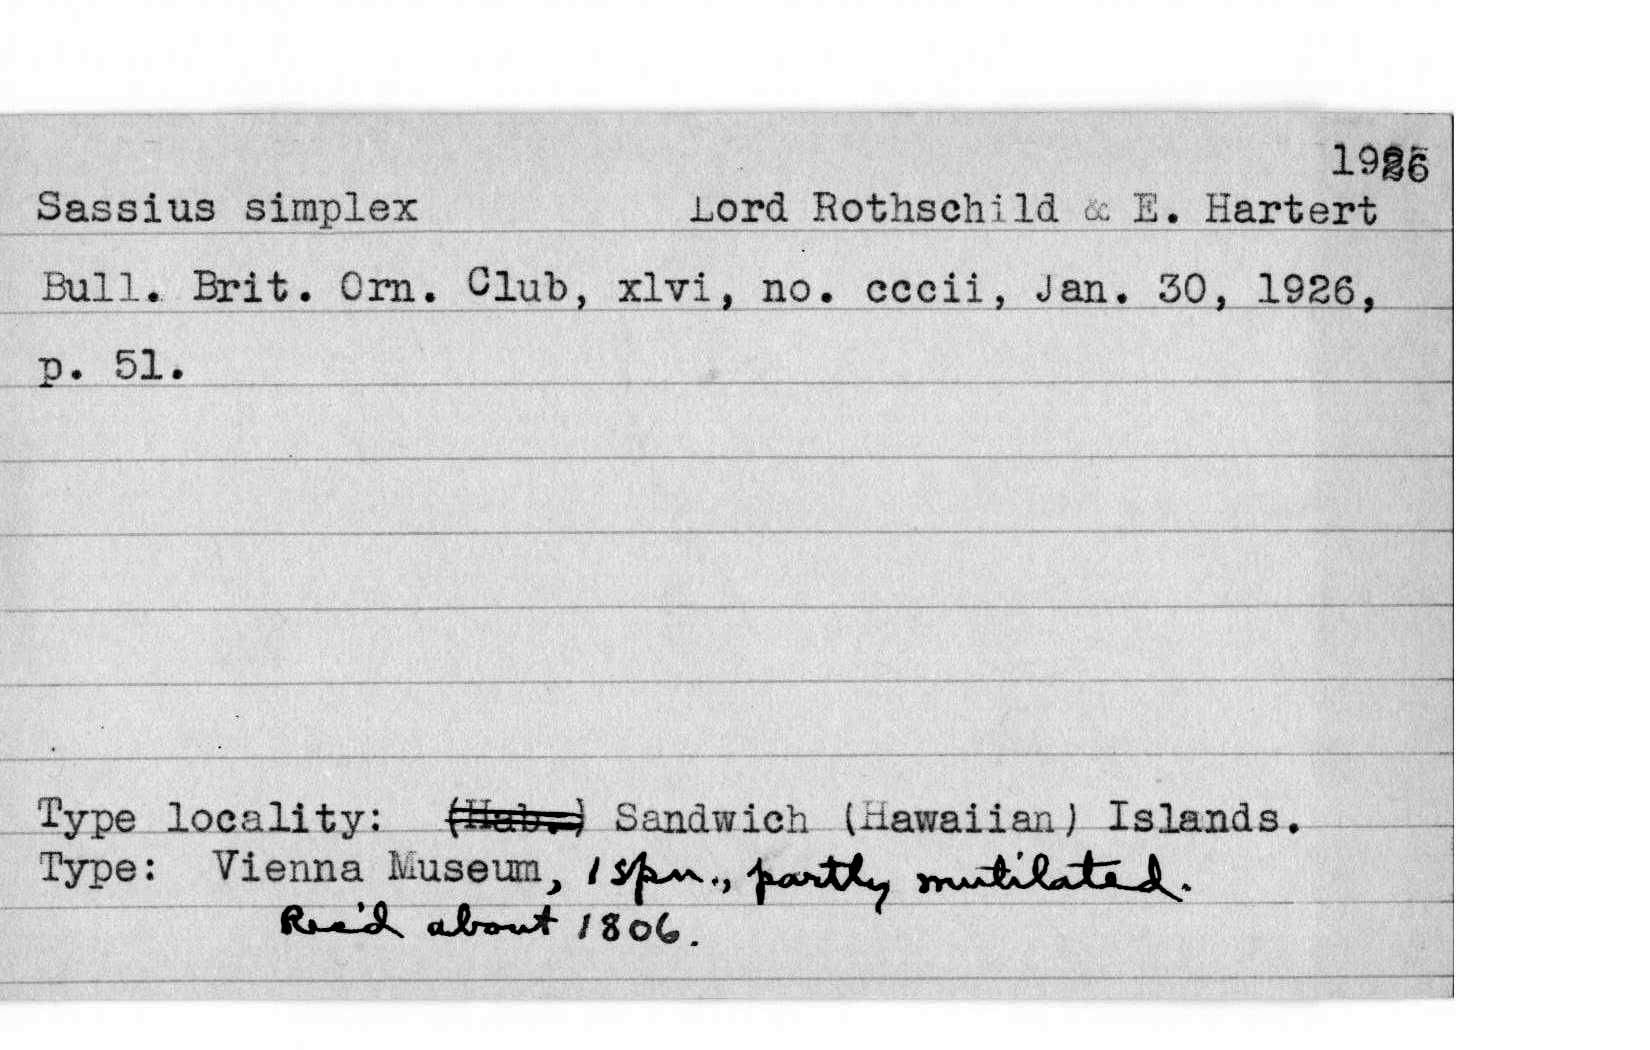 1926
Sassius simplex Lord Rothschild & E. Hartert
Bull. Brit. Orn. Club, xlvi, no. cccii, Jan. 30, 1926,
p. 51.
Type locality: (Hab.) Sandwich (Hawaiian) Islands.
Type: Vienna Museum, 1 spn., partly mutilated.
Rec'd about 1806.